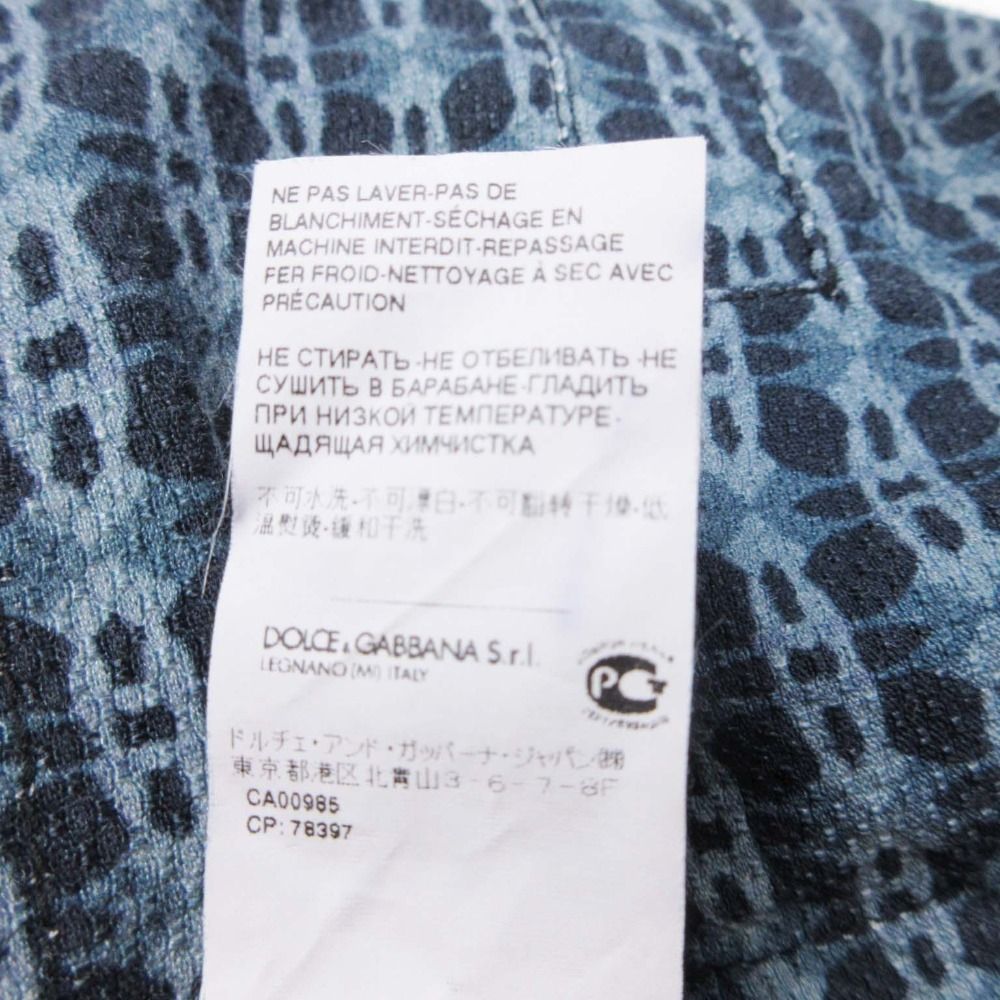 NE PAS LAVER-PAS DE
BLANCHIMENT-SÉCHAGE EN
MACHINE INTERDIT-REPASSAGE
FER FROID-NETTOYAGE À SEC AVEC
PRÉCAUTION
НЕ СТИРАТЬ-НЕ ОТБЕЛИВАТЬ-НЕ
СУШИТЬ В БАРАБАНЕ-ГЛАДИТЬ
ПРИ НИЗКОЙ ТЕМПЕРАТУРЕ-
ЩАДЯЩАЯ ХИМЧИСТКА
不可水洗-不可漂白-不可脂转干燥-低
温熨烫-缓和干洗
DOLCE & GABBANA S.r.l.
LEGNANO (MI) ITALY
PG
ドルチェ・アンド・ガッバーナ・ジャパン㈱
東京都港区北青山3-6-7-8F
CA00985
CP: 78397